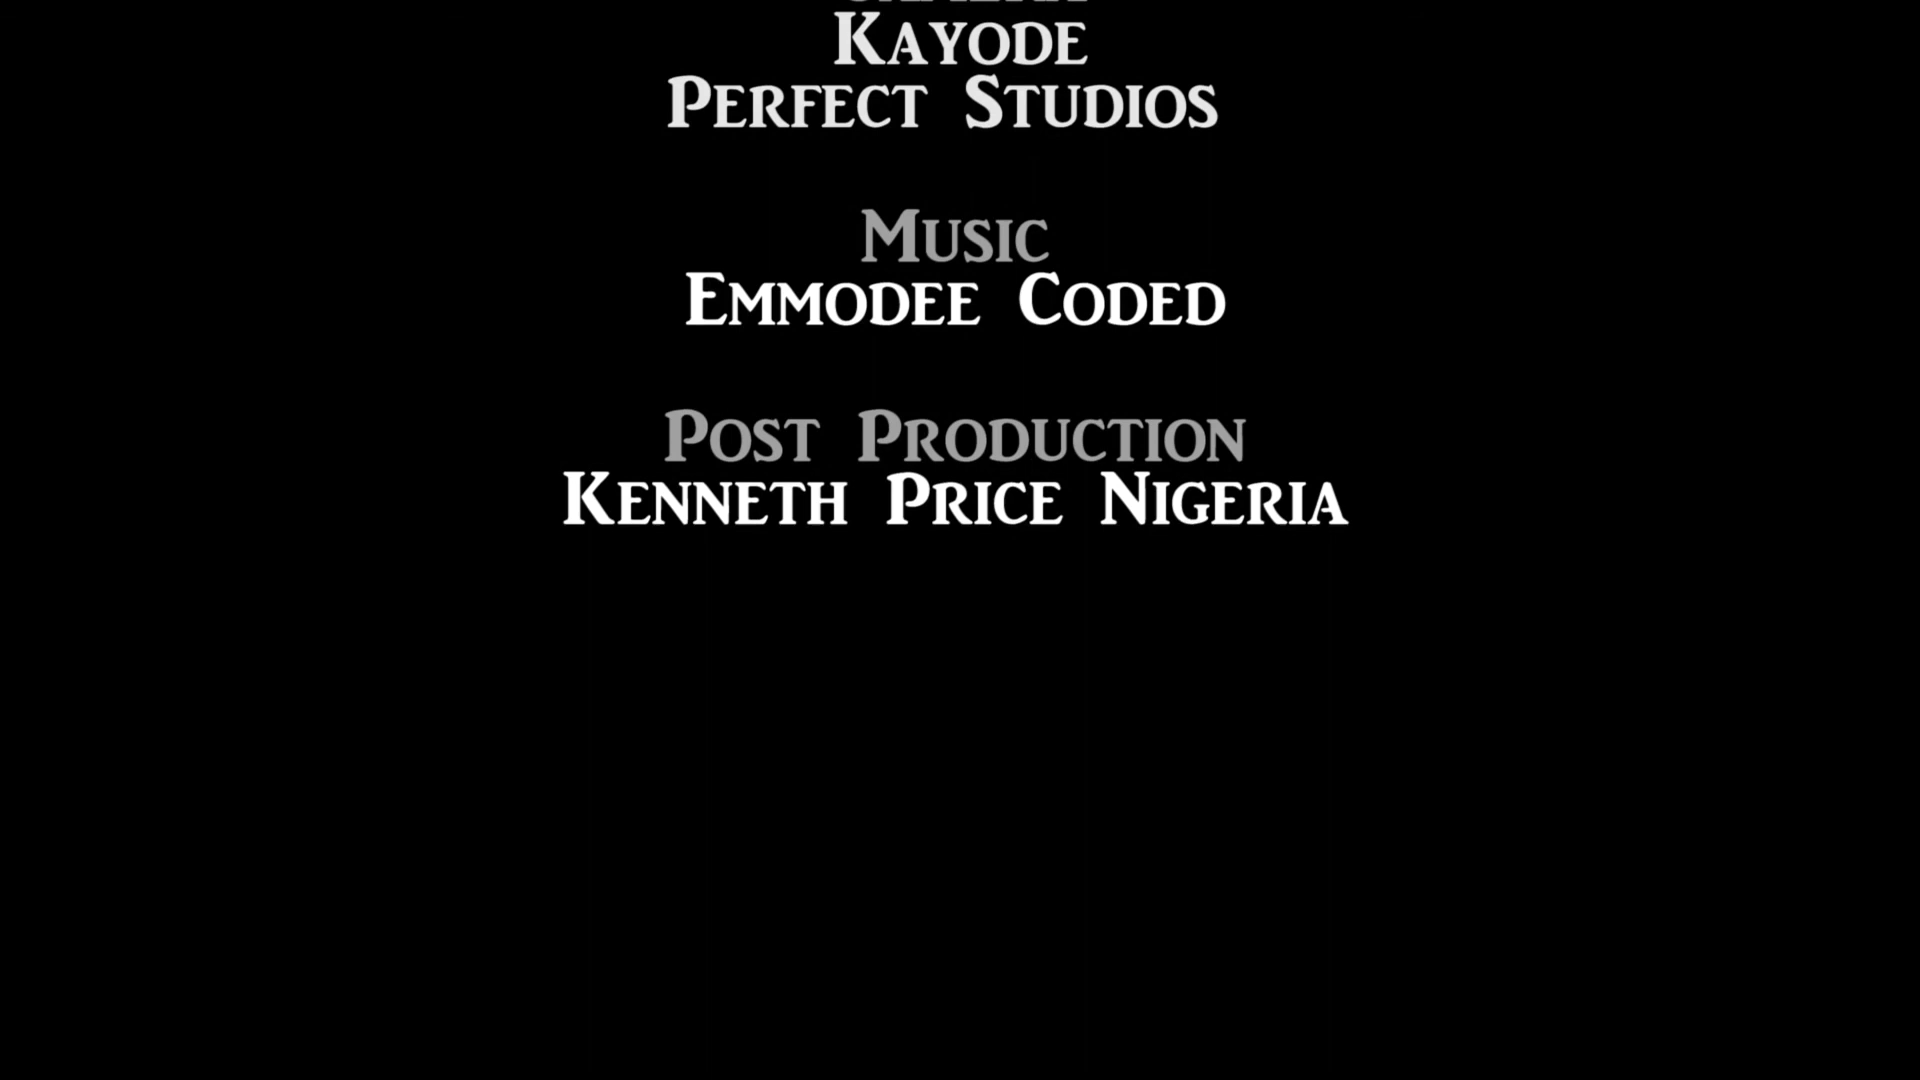 Kayode
Perfect Studios
Music
Emmodee Coded
Post Production
Kenneth Price Nigeria